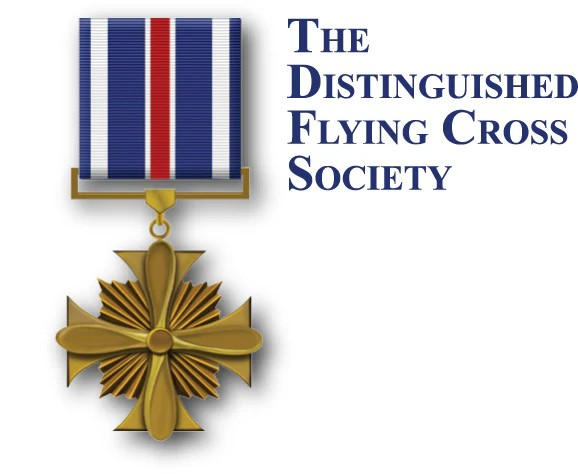 The
Distinguished
Flying Cross
Society